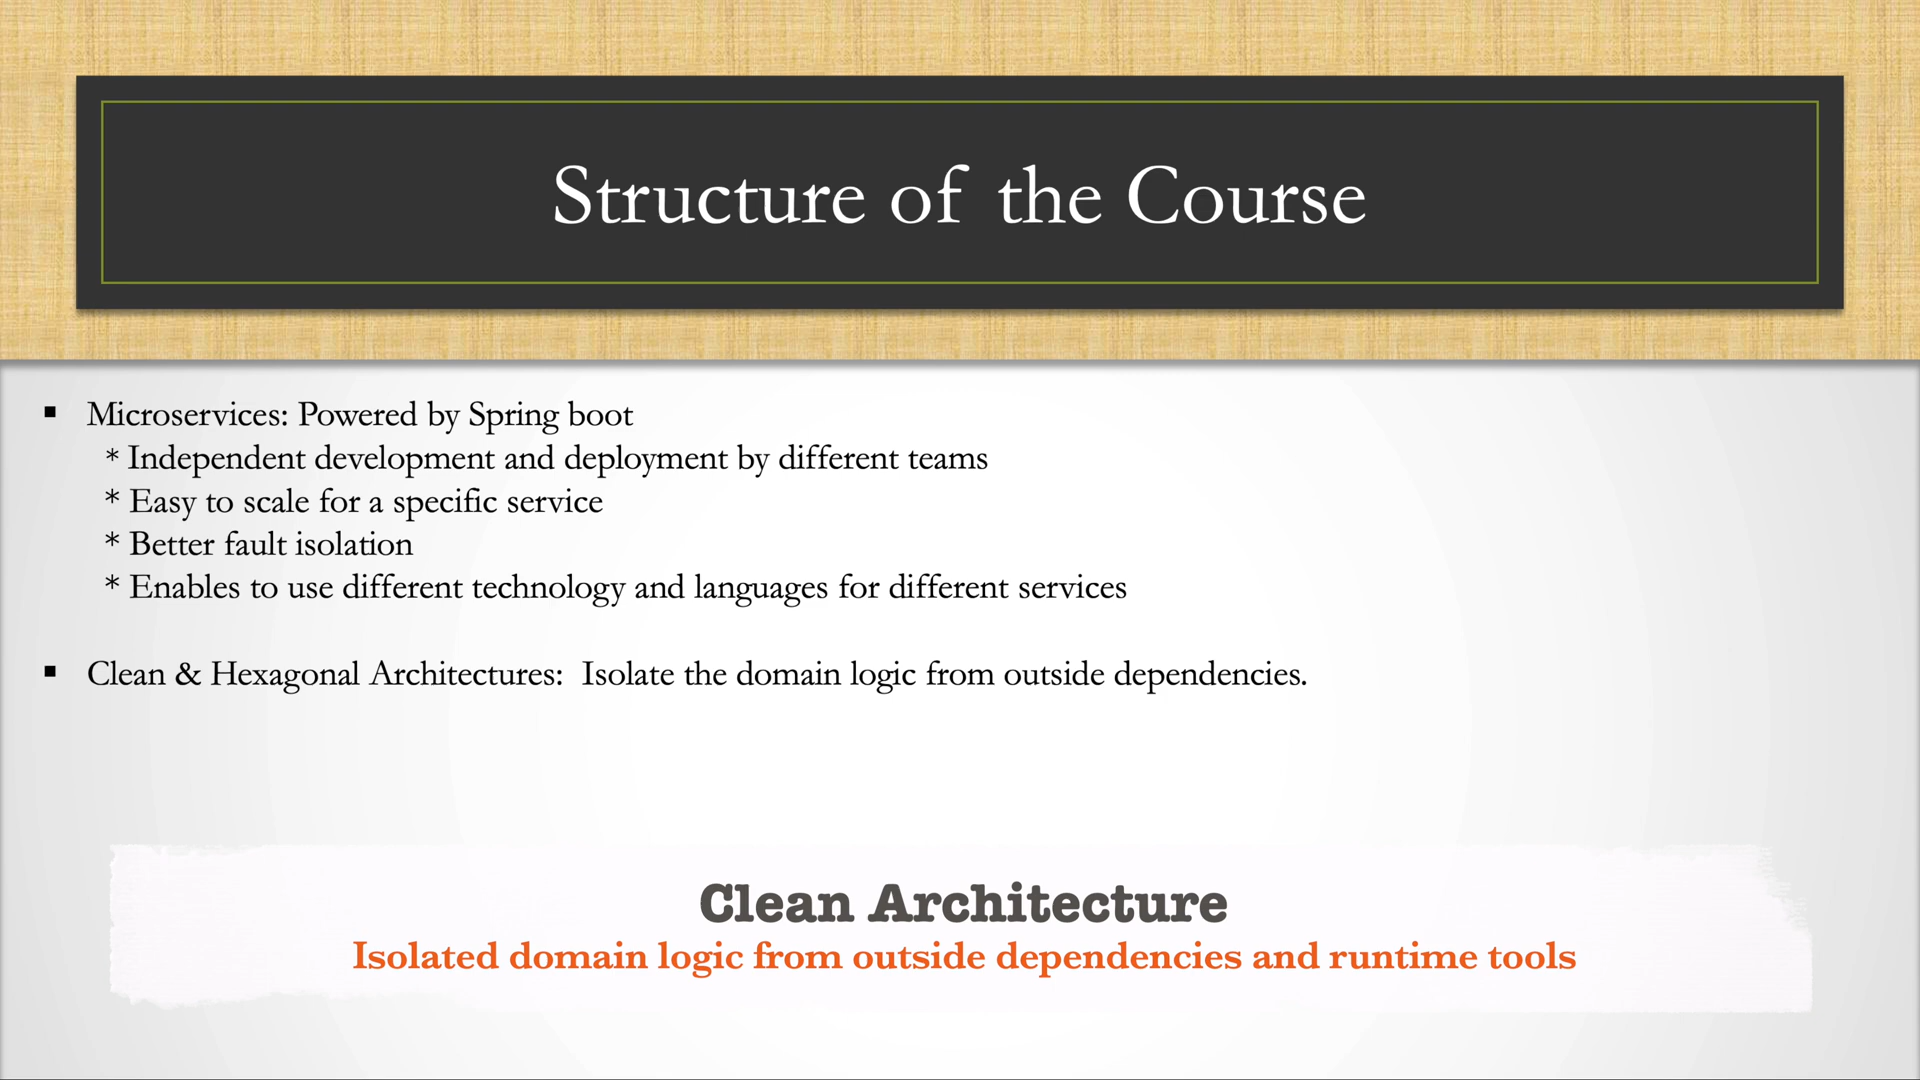 Structure of the Course
▪ Microservices: Powered by Spring boot
* Independent development and deployment by different teams
* Easy to scale for a specific service
* Better fault isolation
* Enables to use different technology and languages for different services
▪ Clean & Hexagonal Architectures: Isolate the domain logic from outside dependencies.
Clean Architecture
Isolated domain logic from outside dependencies and runtime tools